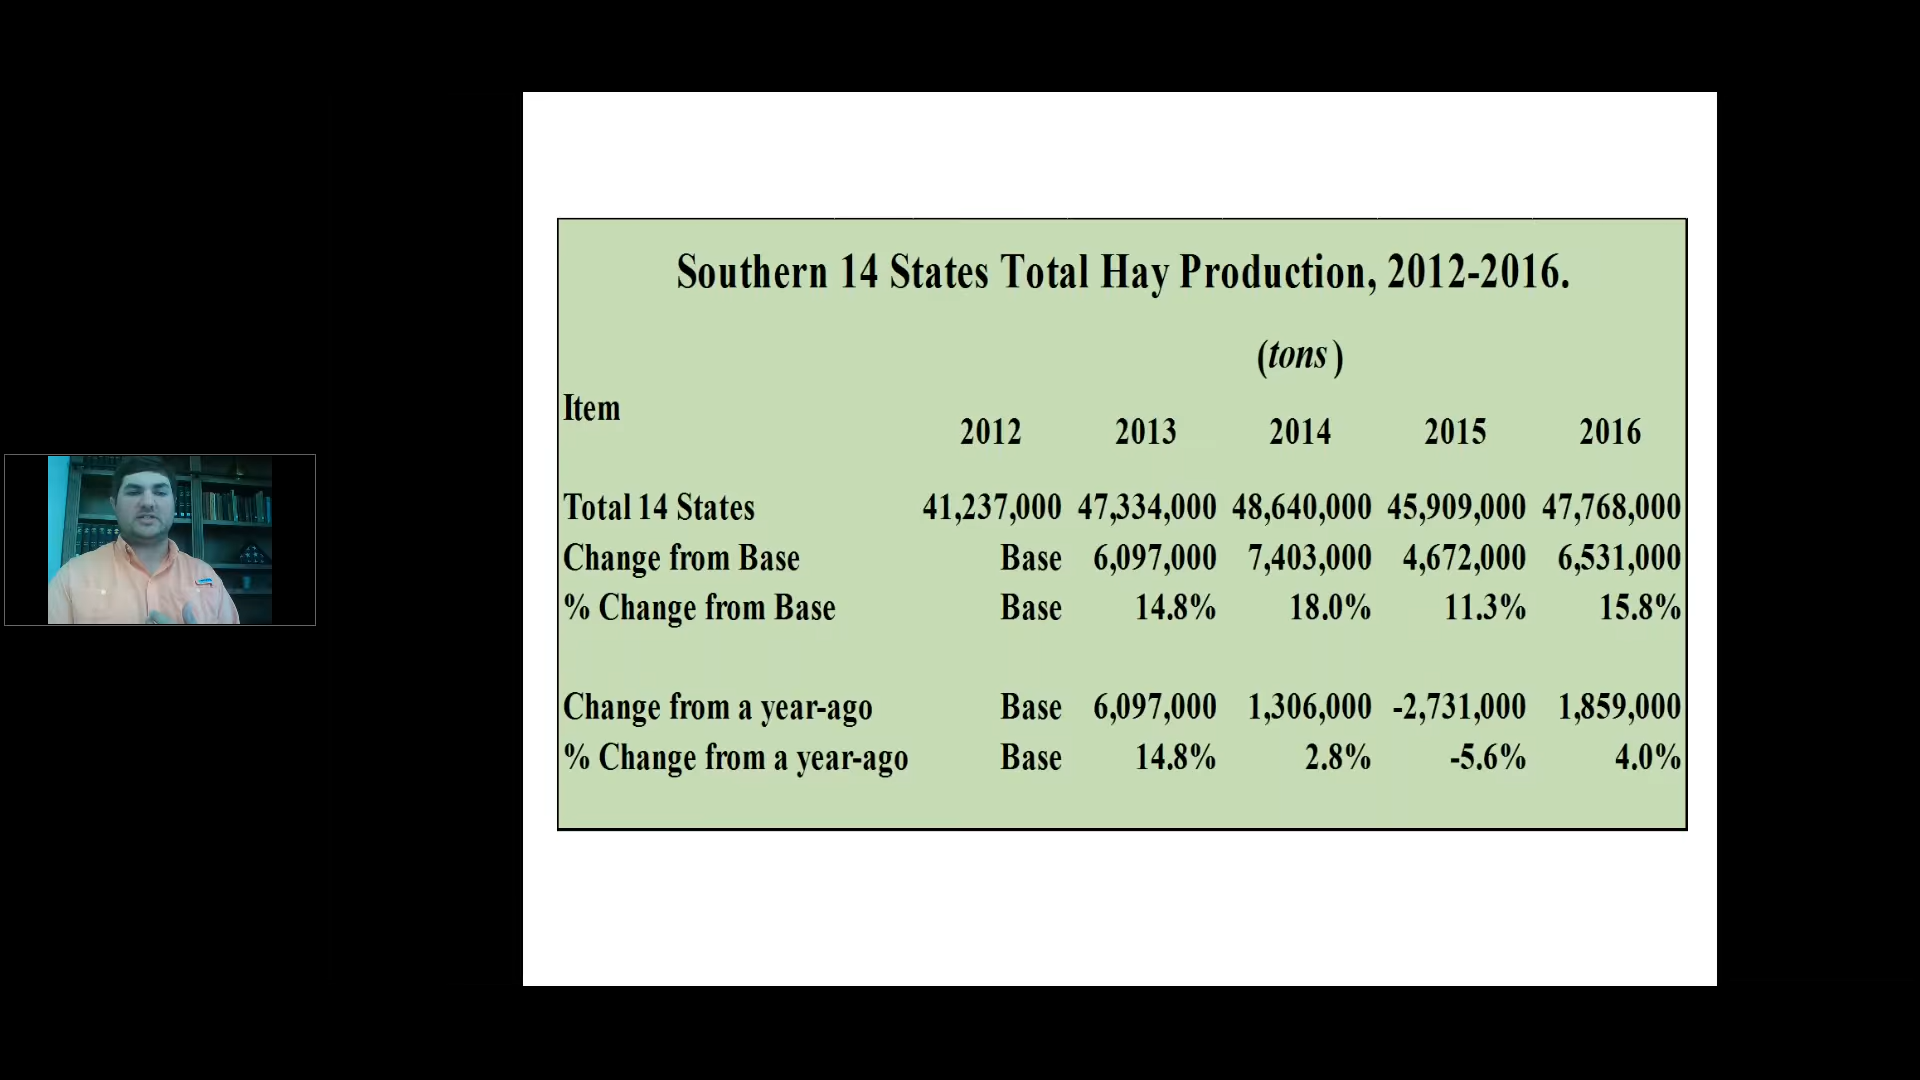 Southern 14 States Total Hay Production, 2012-2016.
(tons)
Item
2012 2013 2014 2015 2016
Total 14 States 41,237,000 47,334,000 48,640,000 45,909,000 47,768,000
Change from Base Base 6,097,000 7,403,000 4,672,000 6,531,000
% Change from Base Base 14.8% 18.0% 11.3% 15.8%
Change from a year-ago Base 6,097,000 1,306,000 -2,731,000 1,859,000
% Change from a year-ago Base 14.8% 2.8% -5.6% 4.0%